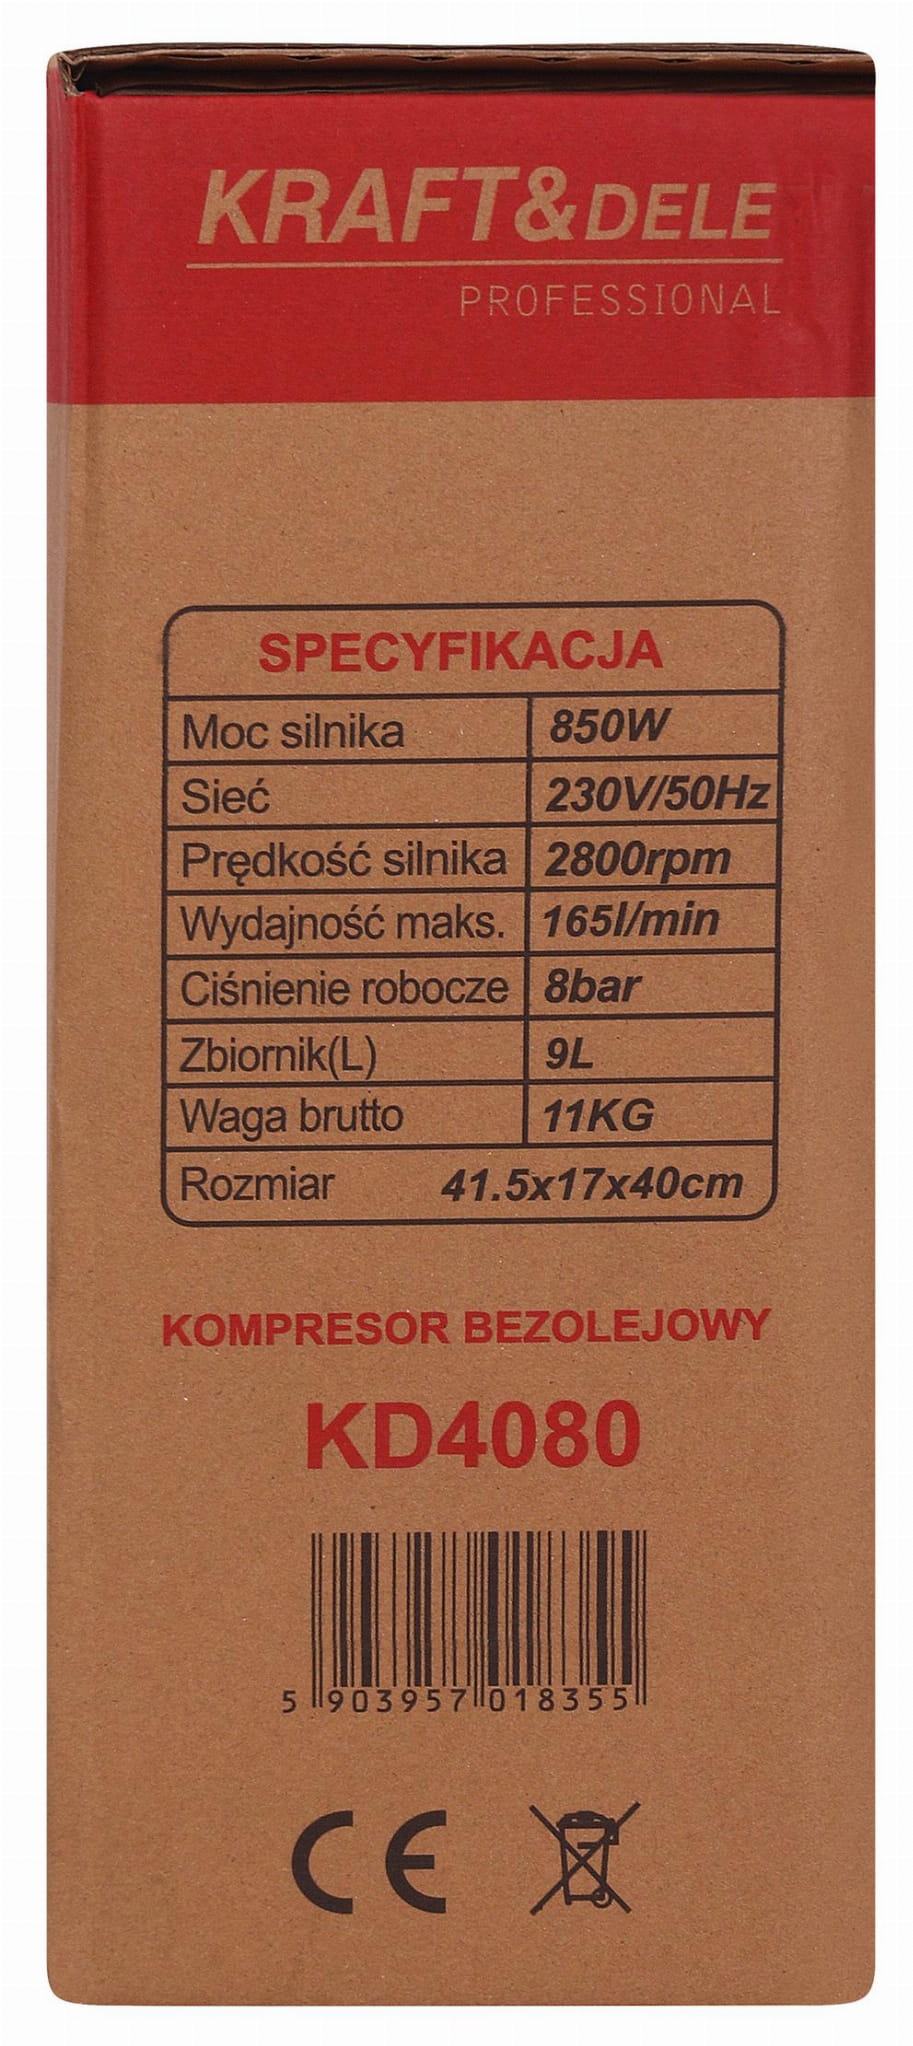 KRAFT&DELE
PROFESSIONAL
SPECYFIKACJA
Moc silnika 850W
Sieć 230V/50Hz
Prędkość silnika 2800rpm
Wydajność maks. 165l/min
Ciśnienie robocze 8bar
Zbiornik(L) 9L
Waga brutto 11KG
Rozmiar 41.5x17x40cm
KOMPRESOR BEZOLEJOWY
KD4080
5 903957 018355
CE